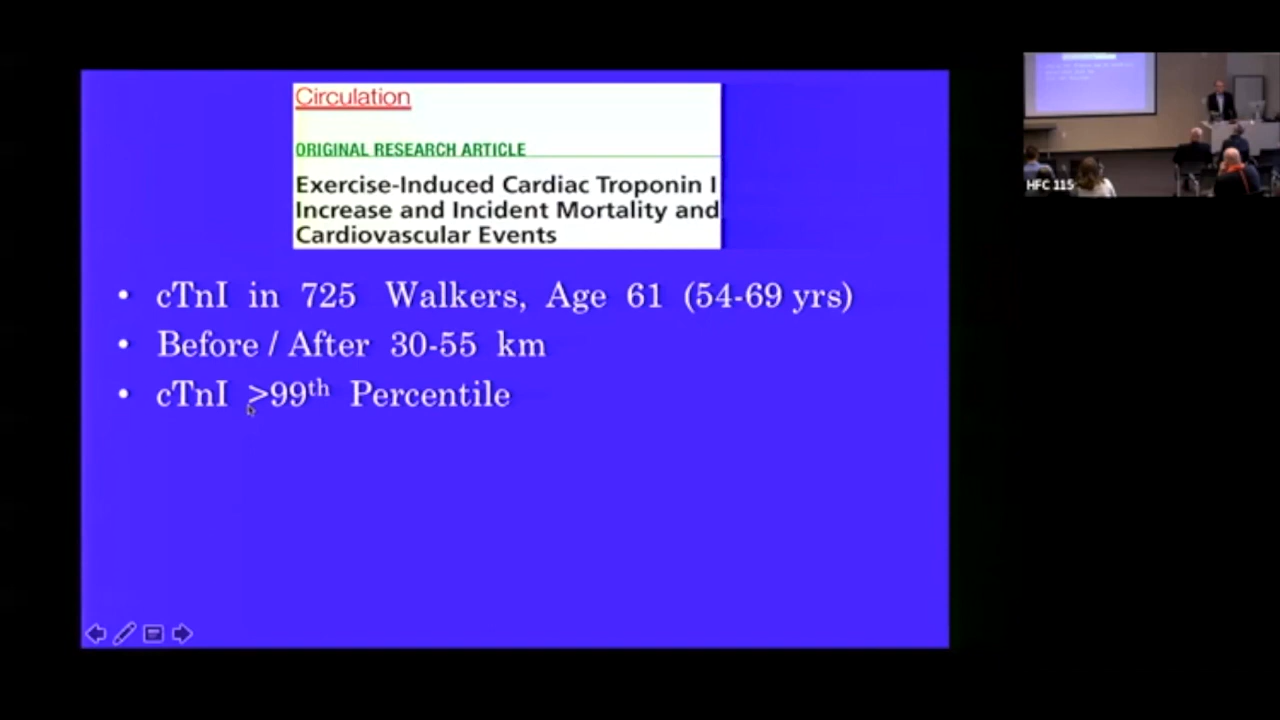 Circulation
ORIGINAL RESEARCH ARTICLE
Exercise-Induced Cardiac Troponin I
Increase and Incident Mortality and
Cardiovascular Events
• cTnI in 725 Walkers, Age 61 (54-69 yrs)
• Before / After 30-55 km
• cTnI >99th Percentile
HFC 115